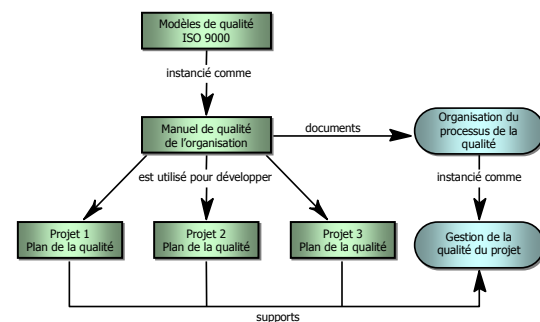 Modèles de qualité
ISO 9000
instancié comme
Manuel de qualité
de l'organisation
documents
Organisation du
processus de la
qualité
est utilisé pour développer
instancié comme
Projet 1
Plan de la qualité
Projet 2
Plan de la qualité
Projet 3
Plan de la qualité
Gestion de la
qualité du projet
supports